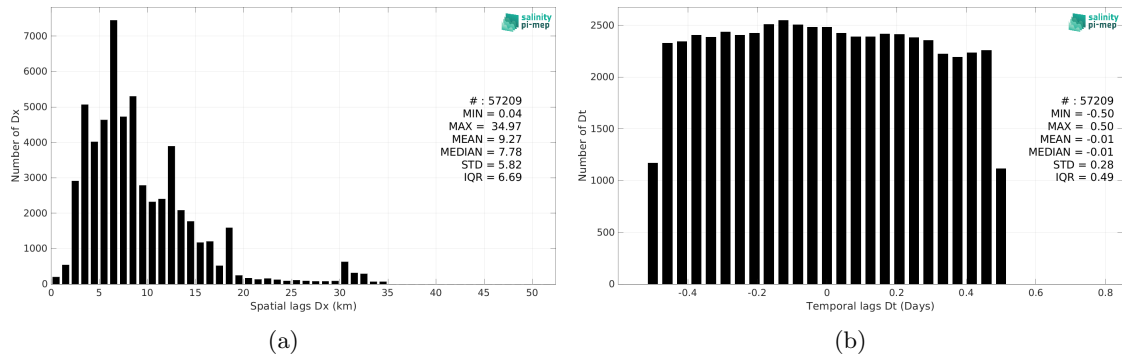 salinity
pi-mep
7000
6000
5000
4000
3000
2000
1000
0
Number of Dx
# : 57209
MIN = 0.04
MAX = 34.97
MEAN = 9.27
MEDIAN = 7.78
STD = 5.82
IQR = 6.69
0 5 10 15 20 25 30 35 40 45 50
Spatial lags Dx (km)
(a)
salinity
pi-mep
2500
2000
1500
1000
500
0
Number of Dt
# : 57209
MIN = -0.50
MAX = 0.50
MEAN = -0.01
MEDIAN = -0.01
STD = 0.28
IQR = 0.49
-0.4 -0.2 0 0.2 0.4 0.6 0.8
Temporal lags Dt (Days)
(b)